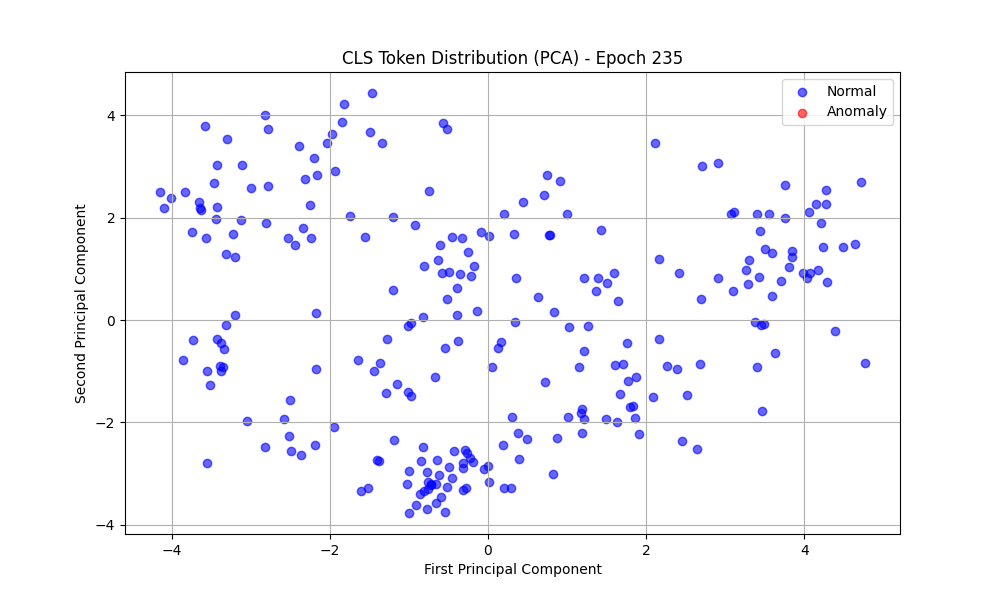 CLS Token Distribution (PCA) - Epoch 235
Normal
Anomaly
Second Principal Component
4
2
0
−2
−4
−4
−2
0
2
4
First Principal Component